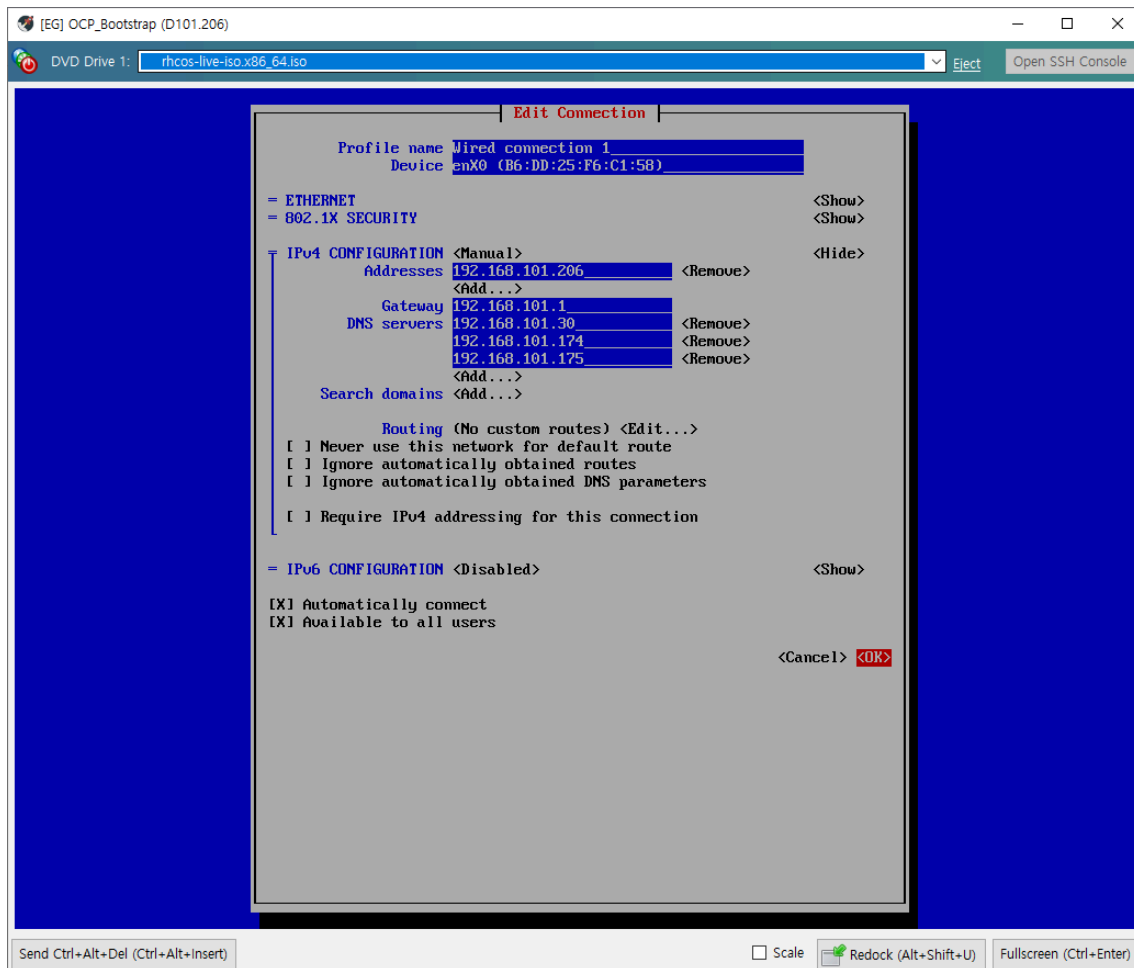 [EG] OCP_Bootstrap (D101.206)
DVD Drive 1: rhcos-live-iso.x86_64.iso Eject Open SSH Console
Edit Connection
Profile name Wired connection 1
Device enX0 (B6:DD:25:F6:C1:58)
= ETHERNET <Show>
= 802.1X SECURITY <Show>
IPv4 CONFIGURATION <Manual> <Hide>
Addresses 192.168.101.206 <Remove>
<Add...>
Gateway 192.168.101.1
DNS servers 192.168.101.30 <Remove>
192.168.101.174 <Remove>
192.168.101.175 <Remove>
<Add...>
Search domains <Add...>
Routing (No custom routes) <Edit...>
[ ] Never use this network for default route
[ ] Ignore automatically obtained routes
[ ] Ignore automatically obtained DNS parameters
[ ] Require IPv4 addressing for this connection
= IPv6 CONFIGURATION <Disabled> <Show>
[X] Automatically connect
[X] Available to all users
<Cancel> <OK>
Send Ctrl+Alt+Del (Ctrl+Alt+Insert) Scale Redock (Alt+Shift+U) Fullscreen (Ctrl+Enter)